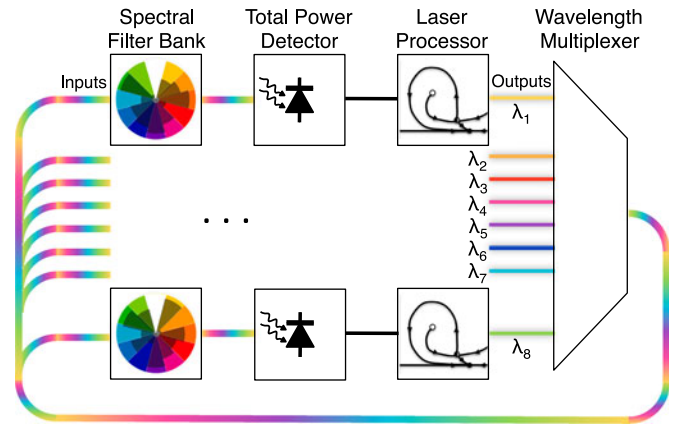 Spectral
Filter Bank
Total Power
Detector
Laser
Processor
Wavelength
Multiplexer
Inputs
Outputs
λ1
λ2
λ3
λ4
λ5
λ6
λ7
. . .
λ8